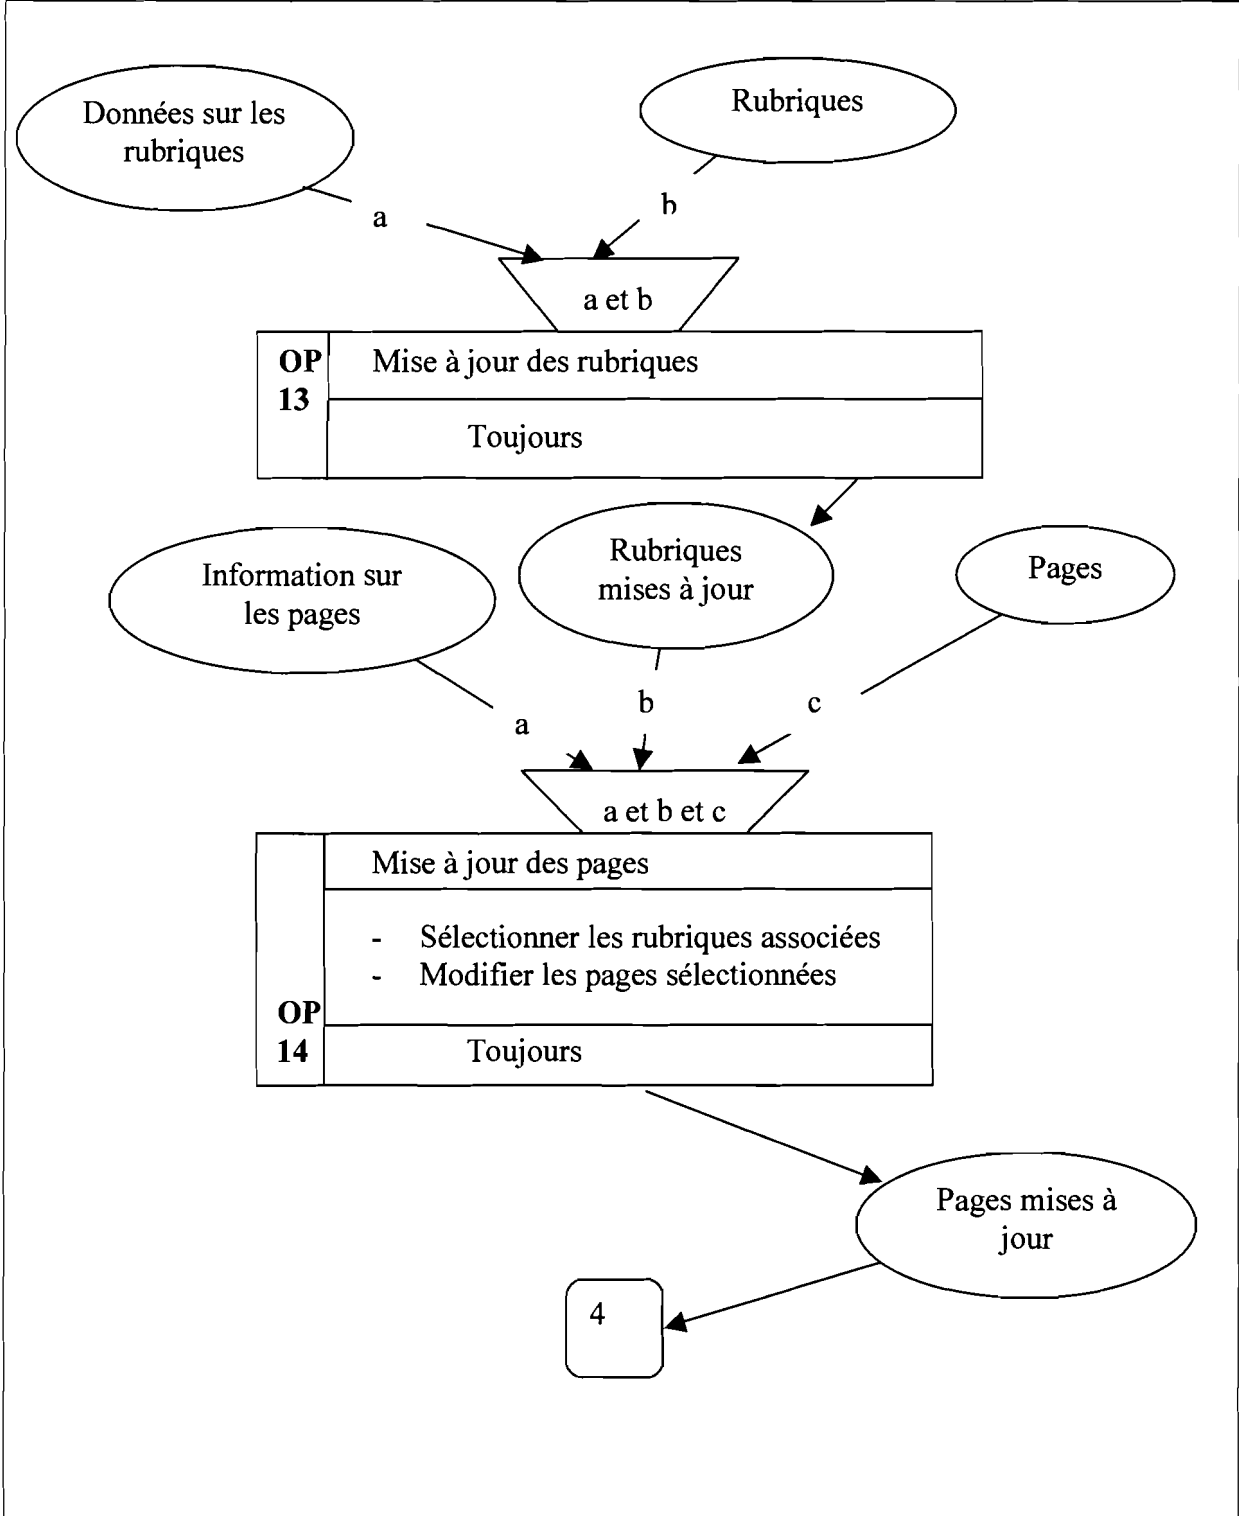 Données sur les
rubriques
Rubriques
a
b
a et b
OP
13
Mise à jour des rubriques
Toujours
Information sur
les pages
Rubriques
mises à jour
Pages
a
b
c
a et b et c
Mise à jour des pages
- Sélectionner les rubriques associées
- Modifier les pages sélectionnées
OP
14
Toujours
Pages mises à
jour
4